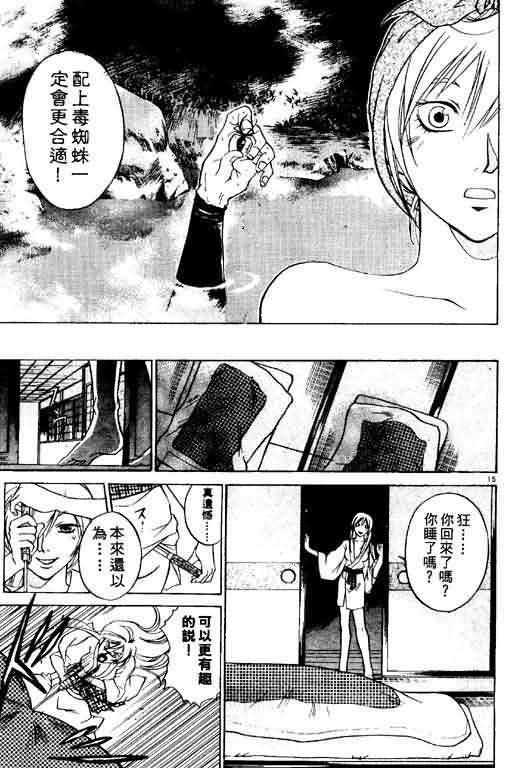 配上毒蜘蛛一
定會更合適！
15
狂……
你回來了嗎？
你睡了嗎？
真遺憾…
本來還以
為……
可以更有趣
的說！